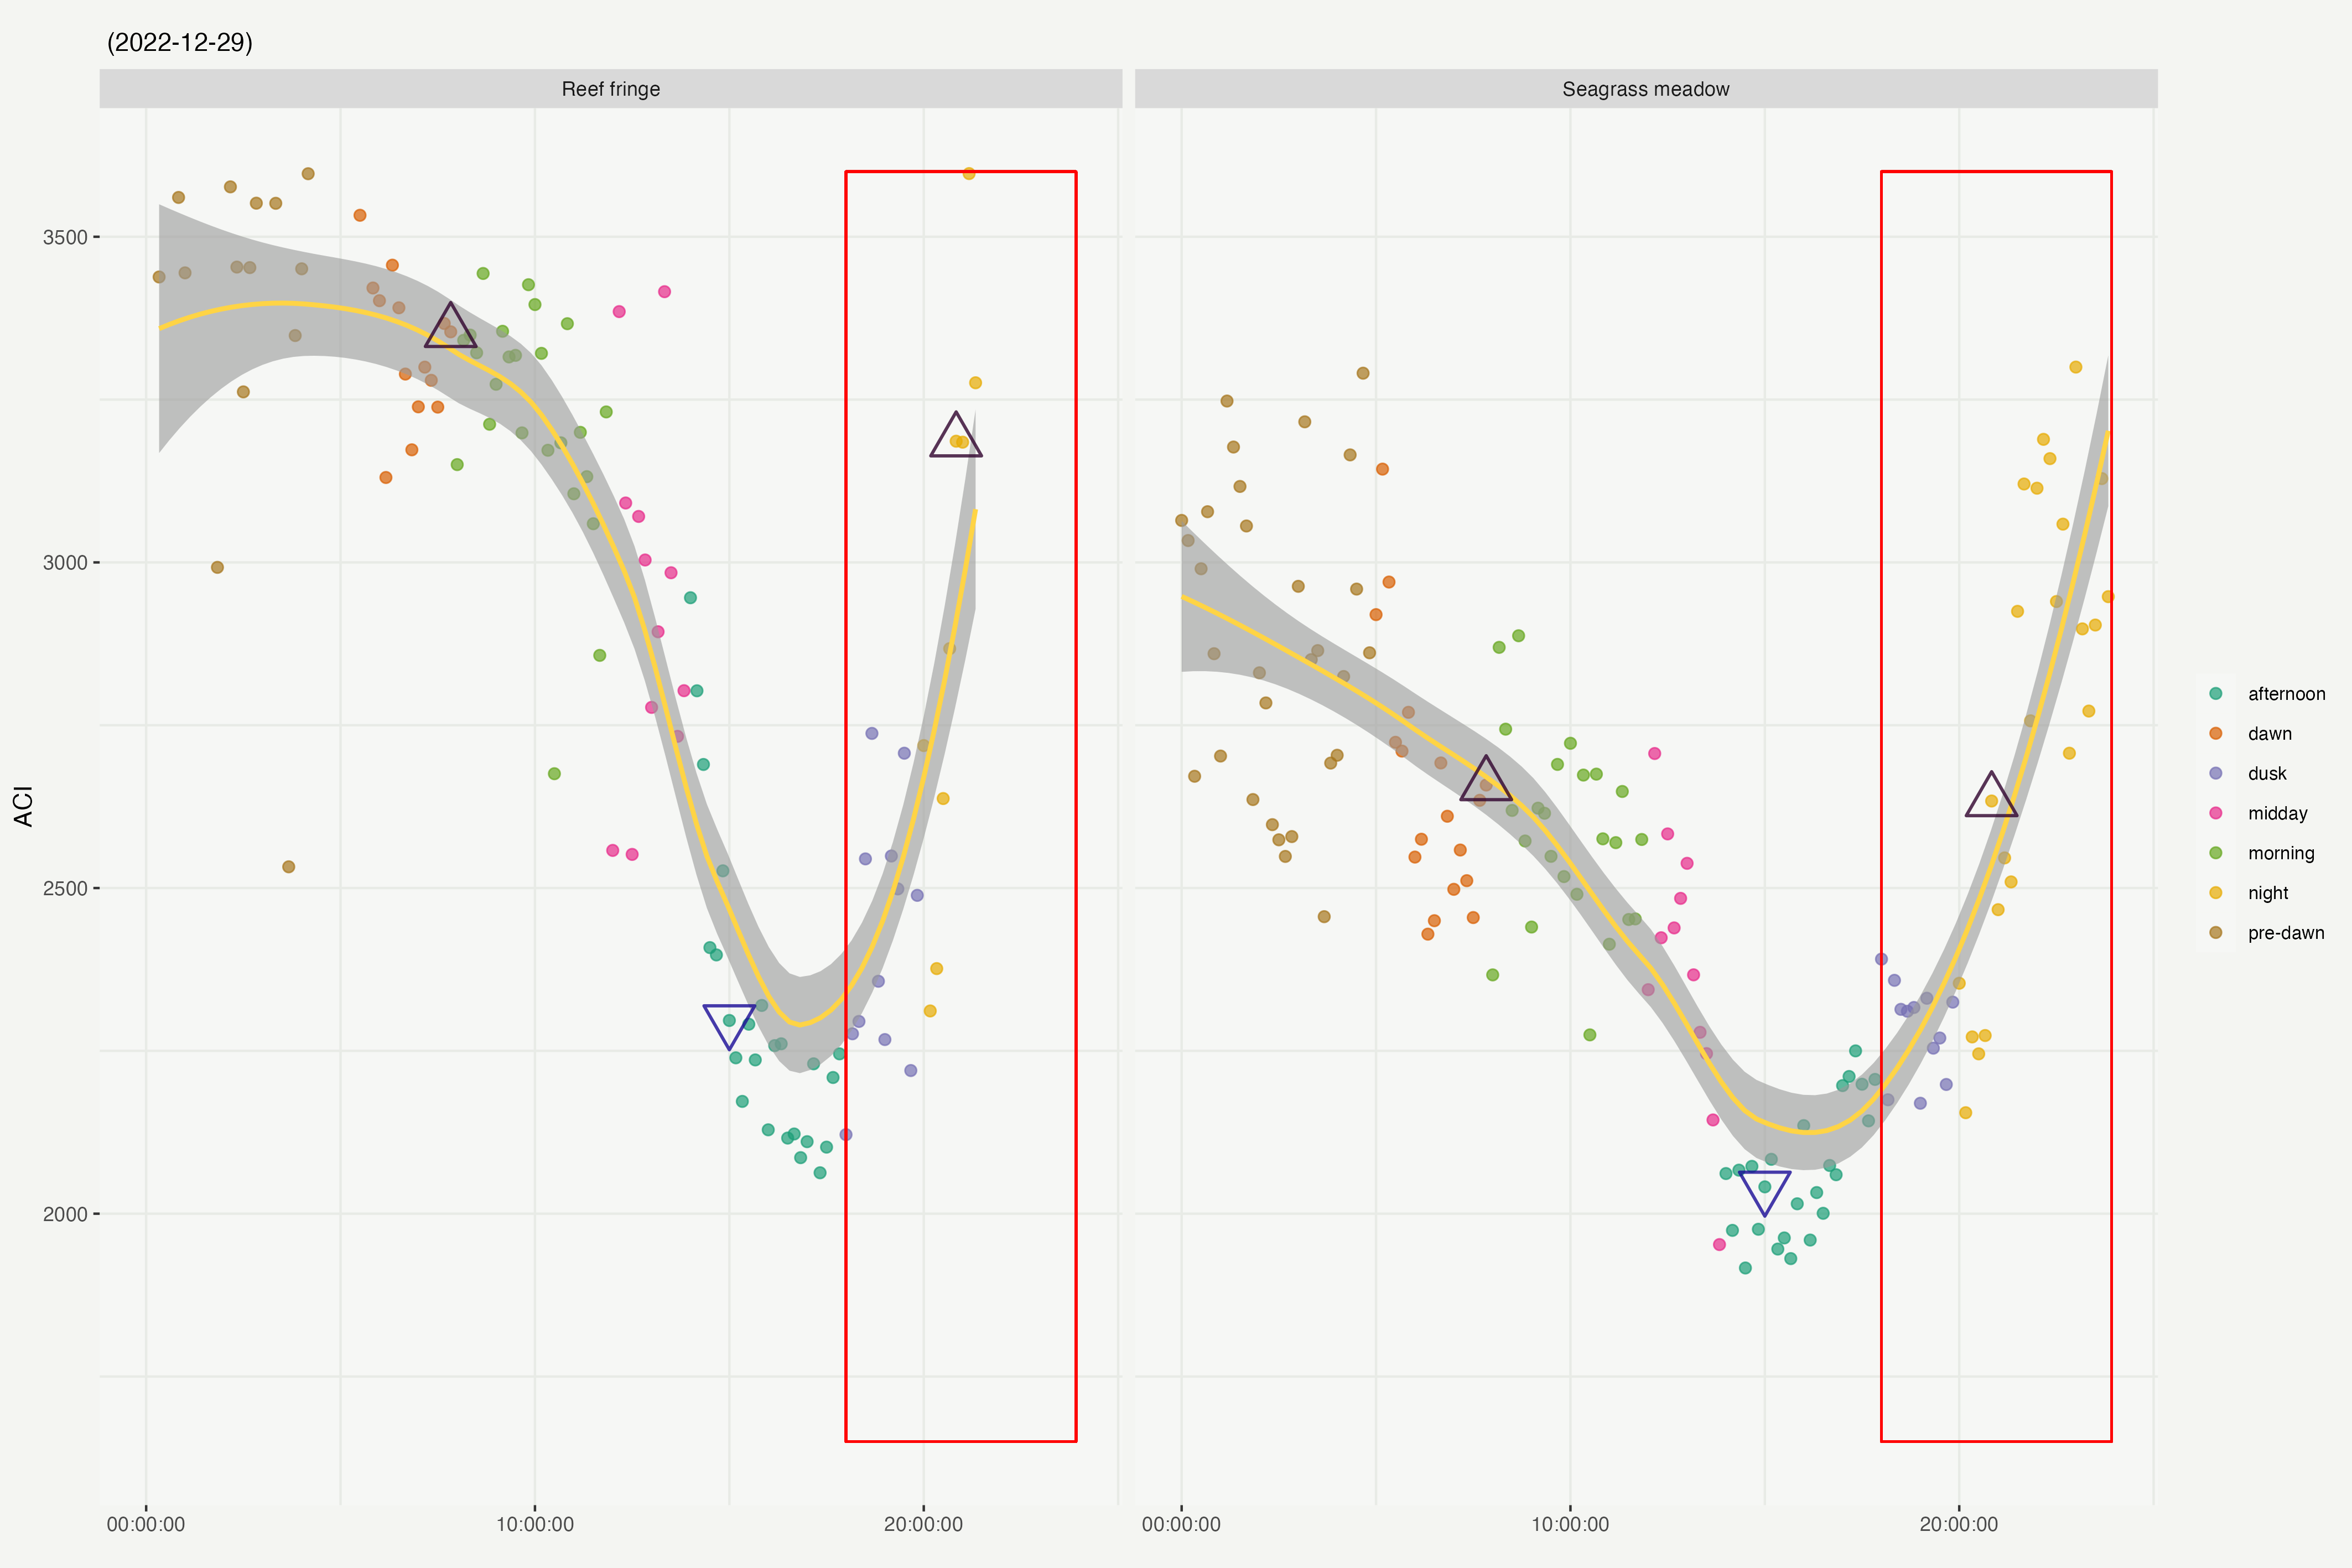 (2022-12-29)
Reef fringe
Seagrass meadow
ACI
3500
3000
2500
2000
00:00:00
10:00:00
20:00:00
00:00:00
10:00:00
20:00:00
afternoon
dawn
dusk
midday
morning
night
pre-dawn